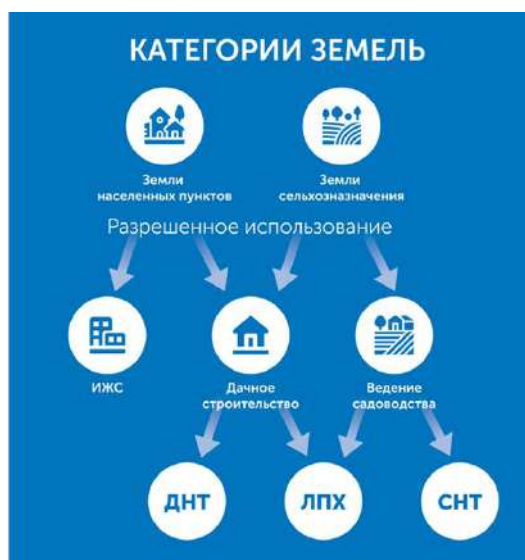 КАТЕГОРИИ ЗЕМЕЛЬ
Земли
населенных пунктов
Земли
сельхозназначения
Разрешенное использование
ИЖС
Дачное
строительство
Ведение
садоводства
ДНТ
ЛПХ
СНТ